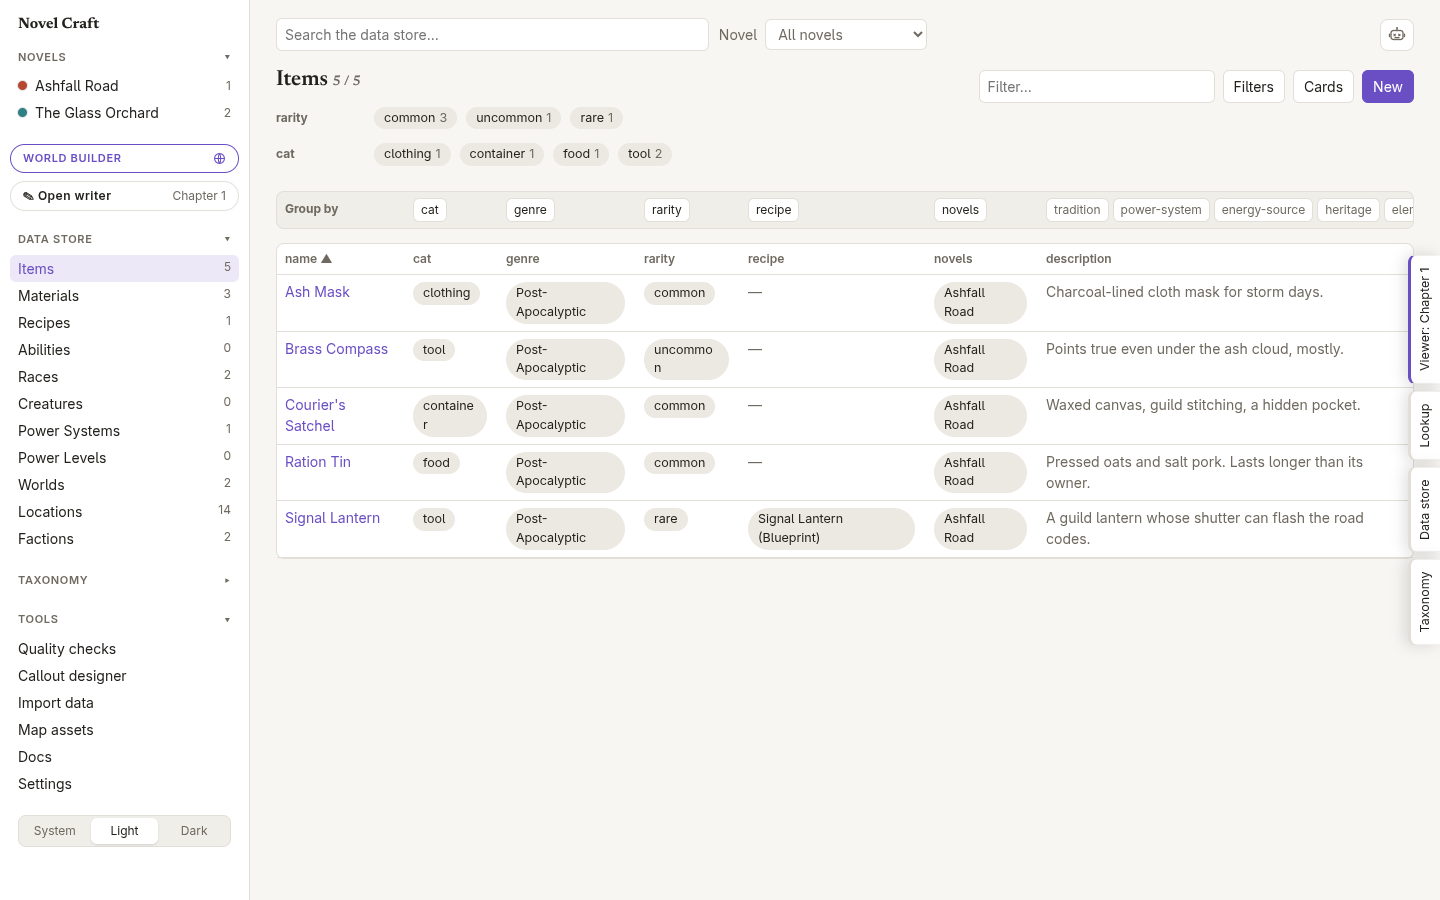 Novel Craft
NOVELS
Ashfall Road 1
The Glass Orchard 2
WORLD BUILDER
Open writer Chapter 1
DATA STORE
Items 5
Materials 3
Recipes 1
Abilities 0
Races 2
Creatures 0
Power Systems 1
Power Levels 0
Worlds 2
Locations 14
Factions 2
TAXONOMY
TOOLS
Quality checks
Callout designer
Import data
Map assets
Docs
Settings
System Light Dark
Search the data store... Novel All novels
Items 5 / 5
Filter... Filters Cards New
rarity common 3 uncommon 1 rare 1
cat clothing 1 container 1 food 1 tool 2
Group by cat genre rarity recipe novels tradition power-system energy-source heritage eler
name ▲ cat genre rarity recipe novels description
Ash Mask clothing Post- common — Ashfall Charcoal-lined cloth mask for storm days.
Apocalyptic Road
Brass Compass tool Post- uncommo — Ashfall Points true even under the ash cloud, mostly.
Apocalyptic n Road
Courier's containe Post- common — Ashfall Waxed canvas, guild stitching, a hidden pocket.
Satchel r Apocalyptic Road
Ration Tin food Post- common — Ashfall Pressed oats and salt pork. Lasts longer than its
Apocalyptic Road owner.
Signal Lantern tool Post- rare Signal Lantern Ashfall A guild lantern whose shutter can flash the road
Apocalyptic (Blueprint) Road codes.
Viewer: Chapter 1
Lookup
Data store
Taxonomy